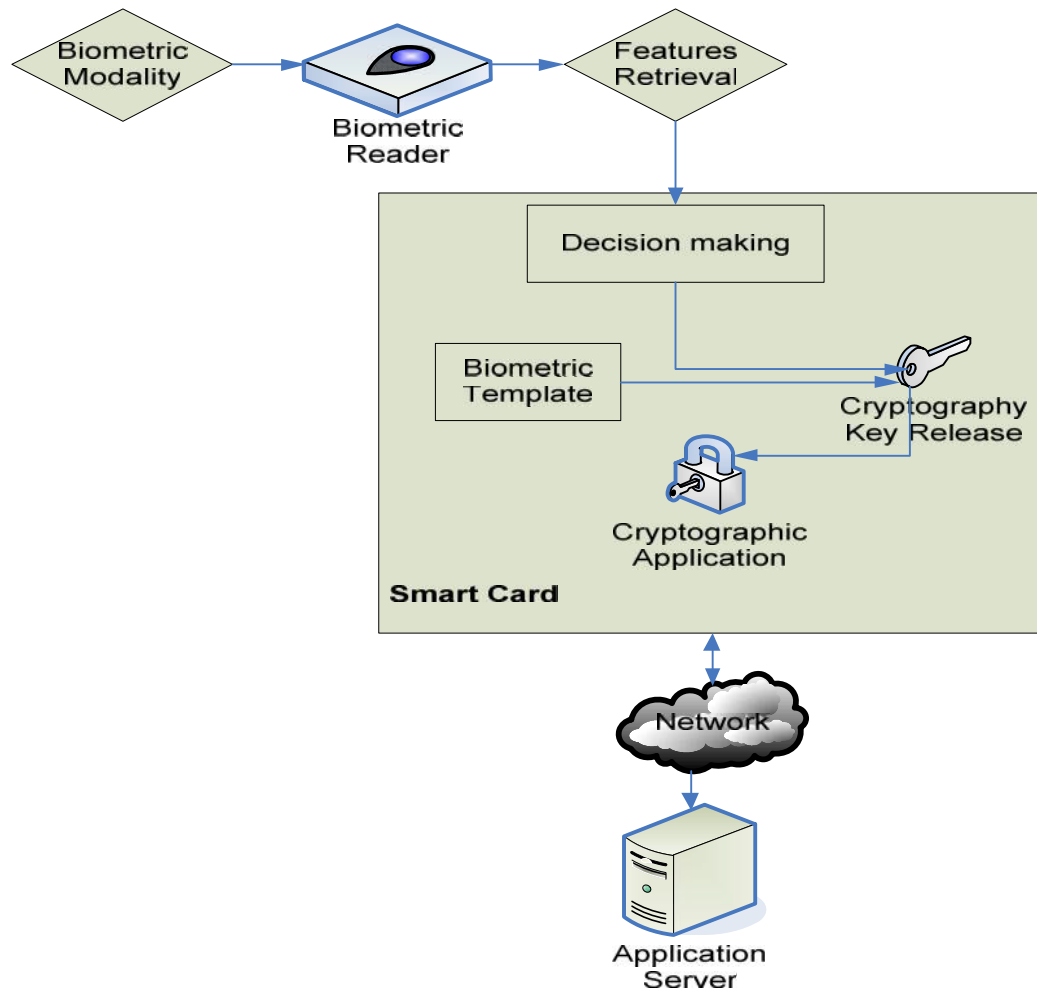 Biometric
Modality
Biometric
Reader
Features
Retrieval
Decision making
Biometric
Template
Cryptography
Key Release
Cryptographic
Application
Smart Card
Network
Application
Server